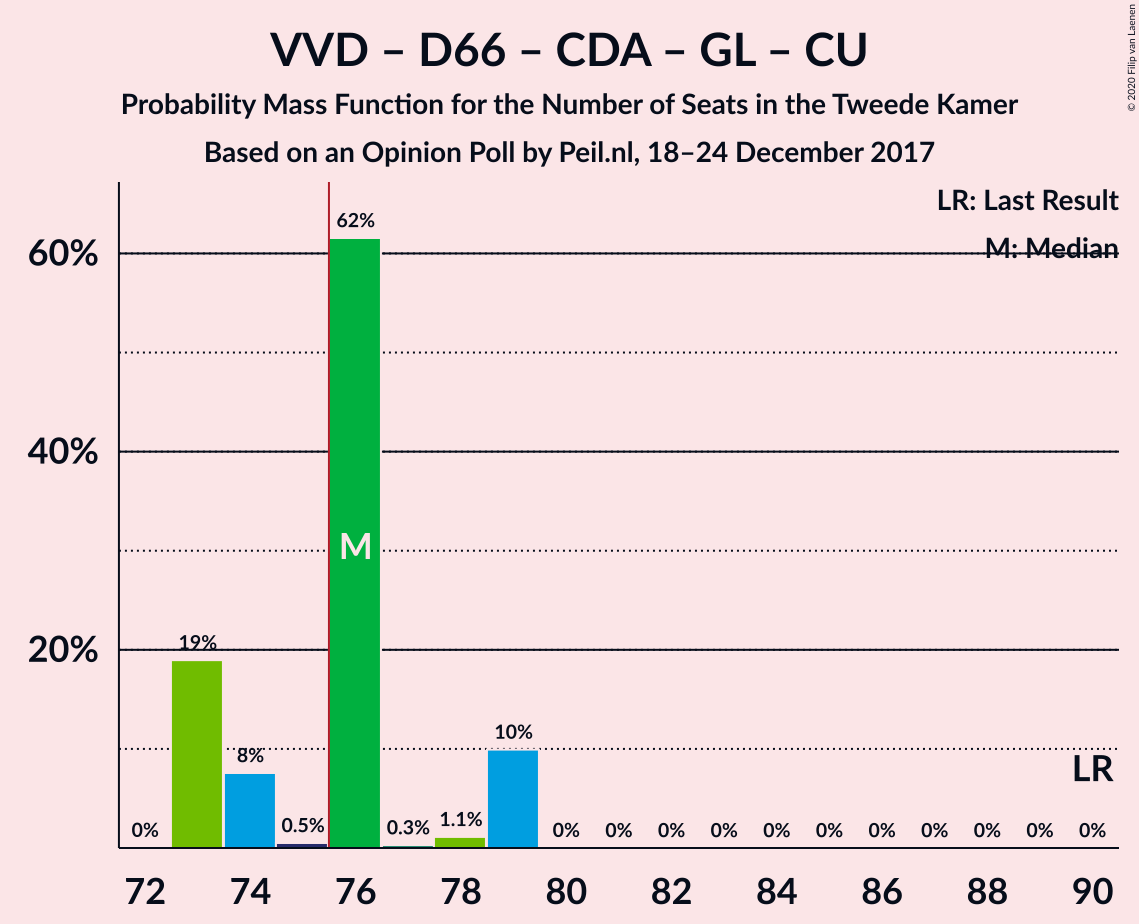 VVD – D66 – CDA – GL – CU
Probability Mass Function for the Number of Seats in the Tweede Kamer
Based on an Opinion Poll by Peil.nl, 18–24 December 2017
© 2020 Filip van Laenen
LR: Last Result
M: Median
60%
40%
20%
0% 19% 8% 0.5% 62% 0.3% 1.1% 10% 0% 0% 0% 0% 0% 0% 0% 0% 0% 0% 0%
M
LR
72 74 76 78 80 82 84 86 88 90